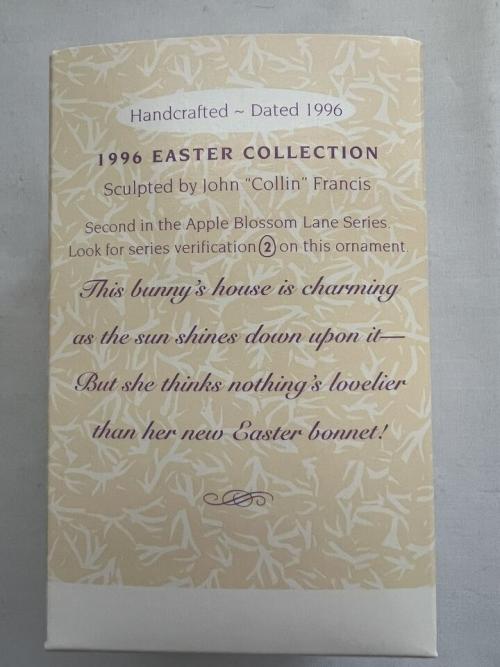 Handcrafted ~ Dated 1996
1996 EASTER COLLECTION
Sculpted by John "Collin" Francis
Second in the Apple Blossom Lane Series.
Look for series verification ② on this ornament.
This bunny's house is charming
as the sun shines down upon it—
But she thinks nothing's lovelier
than her new Easter bonnet!